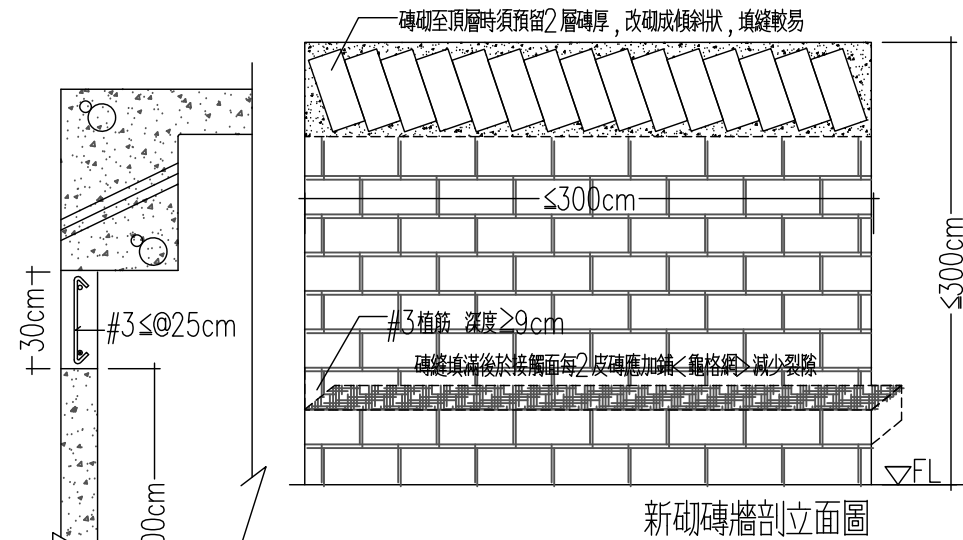 磚砌至頂層時須預留2層磚厚,改砌成傾斜狀,填縫較易
≤300cm
≤300cm
30cm
#3≤@25cm
#3植筋 深度≥9cm
磚縫填滿後於接觸面每2皮磚應加鋪<龜格網>減少裂隙
00cm
FL
新砌磚牆剖立面圖